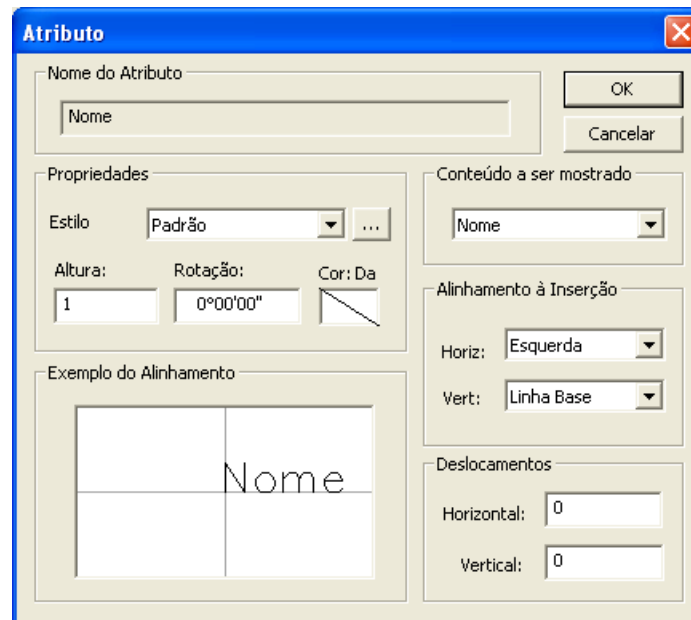 Atributo
Nome do Atributo
Nome
OK
Cancelar
Propriedades
Estilo Padrão ...
Altura: Rotação: Cor: Da
1 0°00'00"
Conteúdo a ser mostrado
Nome
Alinhamento à Inserção
Horiz: Esquerda
Vert: Linha Base
Exemplo do Alinhamento
Nome
Deslocamentos
Horizontal: 0
Vertical: 0